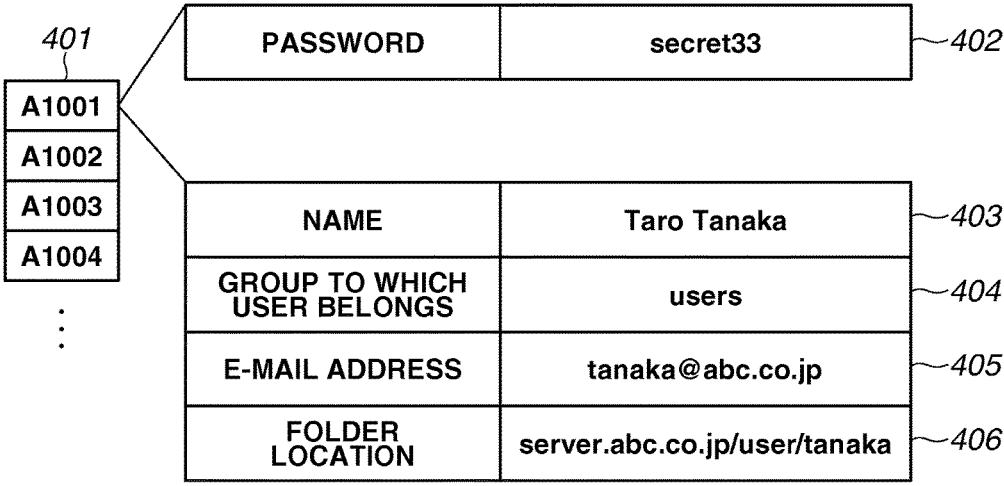 401
A1001
A1002
A1003
A1004
PASSWORD secret33 402
NAME Taro Tanaka 403
GROUP TO WHICH
USER BELONGS users 404
E-MAIL ADDRESS tanaka@abc.co.jp 405
FOLDER
LOCATION server.abc.co.jp/user/tanaka 406